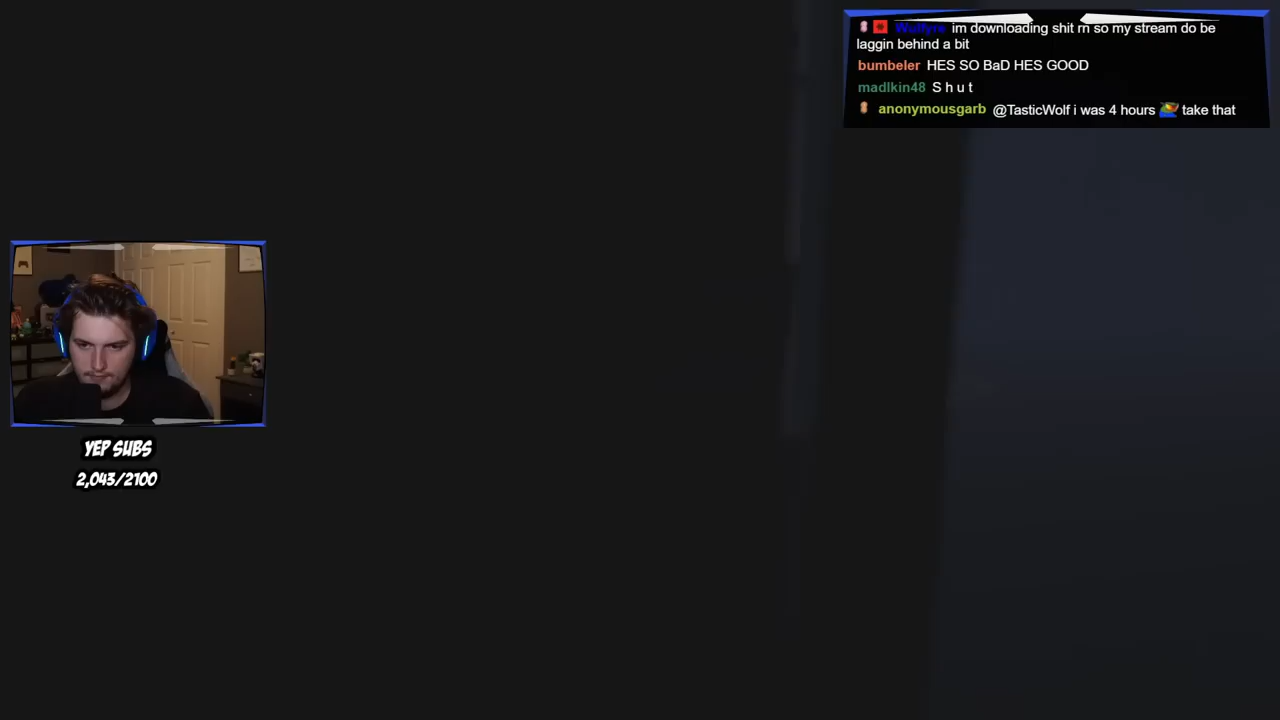 Wulfyre im downloading shit rn so my stream do be
laggin behind a bit
bumbeler HES SO BaD HES GOOD
madlkin48 S h u t
anonymousgarb @TasticWolf i was 4 hours take that
YEP SUBS
2,043/2100